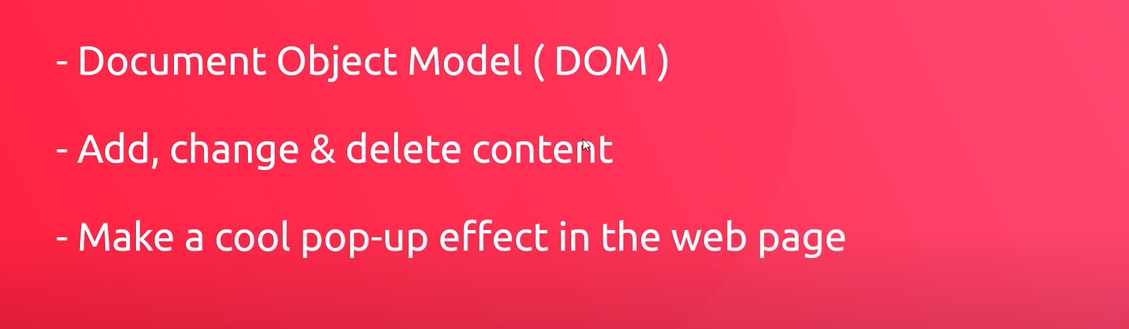 - Document Object Model ( DOM )
- Add, change & delete content
- Make a cool pop-up effect in the web page